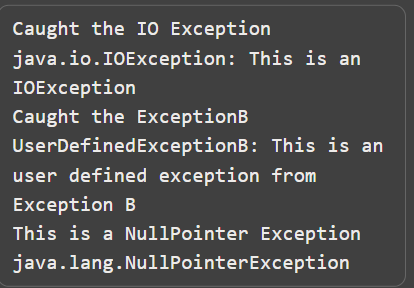 Caught the IO Exception
java.io.IOException: This is an
IOException
Caught the ExceptionB
UserDefinedExceptionB: This is an
user defined exception from
Exception B
This is a NullPointer Exception
java.lang.NullPointerException